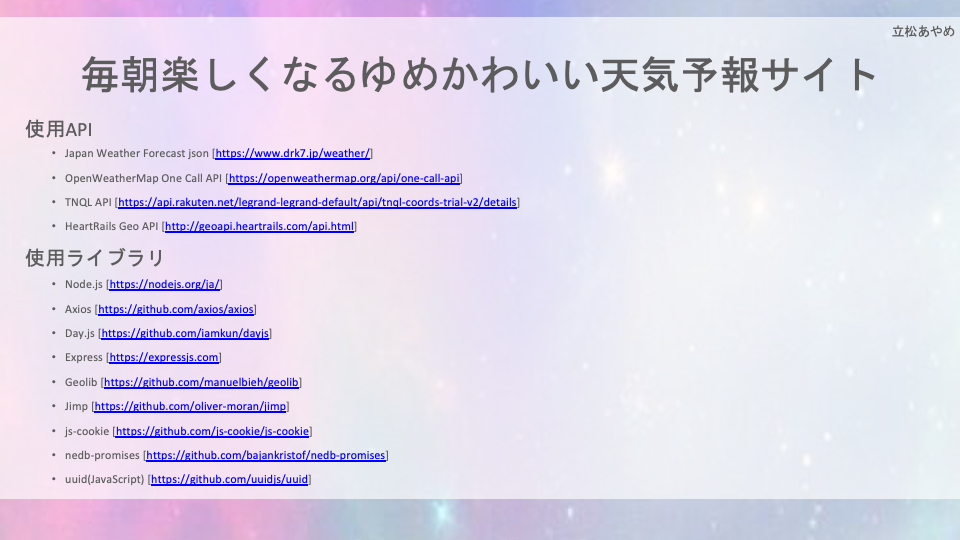 立松あやめ
毎朝楽しくなるゆめかわいい天気予報サイト
使用API
• Japan Weather Forecast json [https://www.drk7.jp/weather/]
• OpenWeatherMap One Call API [https://openweathermap.org/api/one-call-api]
• TNQL API [https://api.rakuten.net/legrand-legrand-default/api/tnql-coords-trial-v2/details]
• HeartRails Geo API [http://geoapi.heartrails.com/api.html]
使用ライブラリ
• Node.js [https://nodejs.org/ja/]
• Axios [https://github.com/axios/axios]
• Day.js [https://github.com/iamkun/dayjs]
• Express [https://expressjs.com]
• Geolib [https://github.com/manuelbieh/geolib]
• Jimp [https://github.com/oliver-moran/jimp]
• js-cookie [https://github.com/js-cookie/js-cookie]
• nedb-promises [https://github.com/bajankristof/nedb-promises]
• uuid(JavaScript) [https://github.com/uuidjs/uuid]